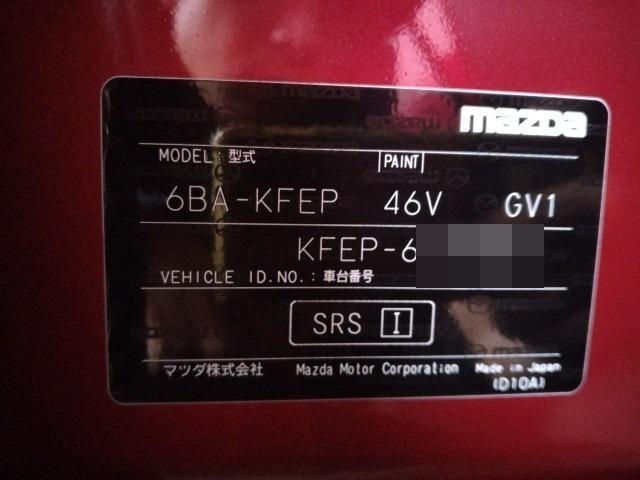 mazda
MODEL:型式 PAINT
6BA-KFEP 46V GV1
KFEP-6
VEHICLE ID.NO.:車台番号
SRS I
マツダ株式会社 Mazda Motor Corporation Made in Japan
(D10A)